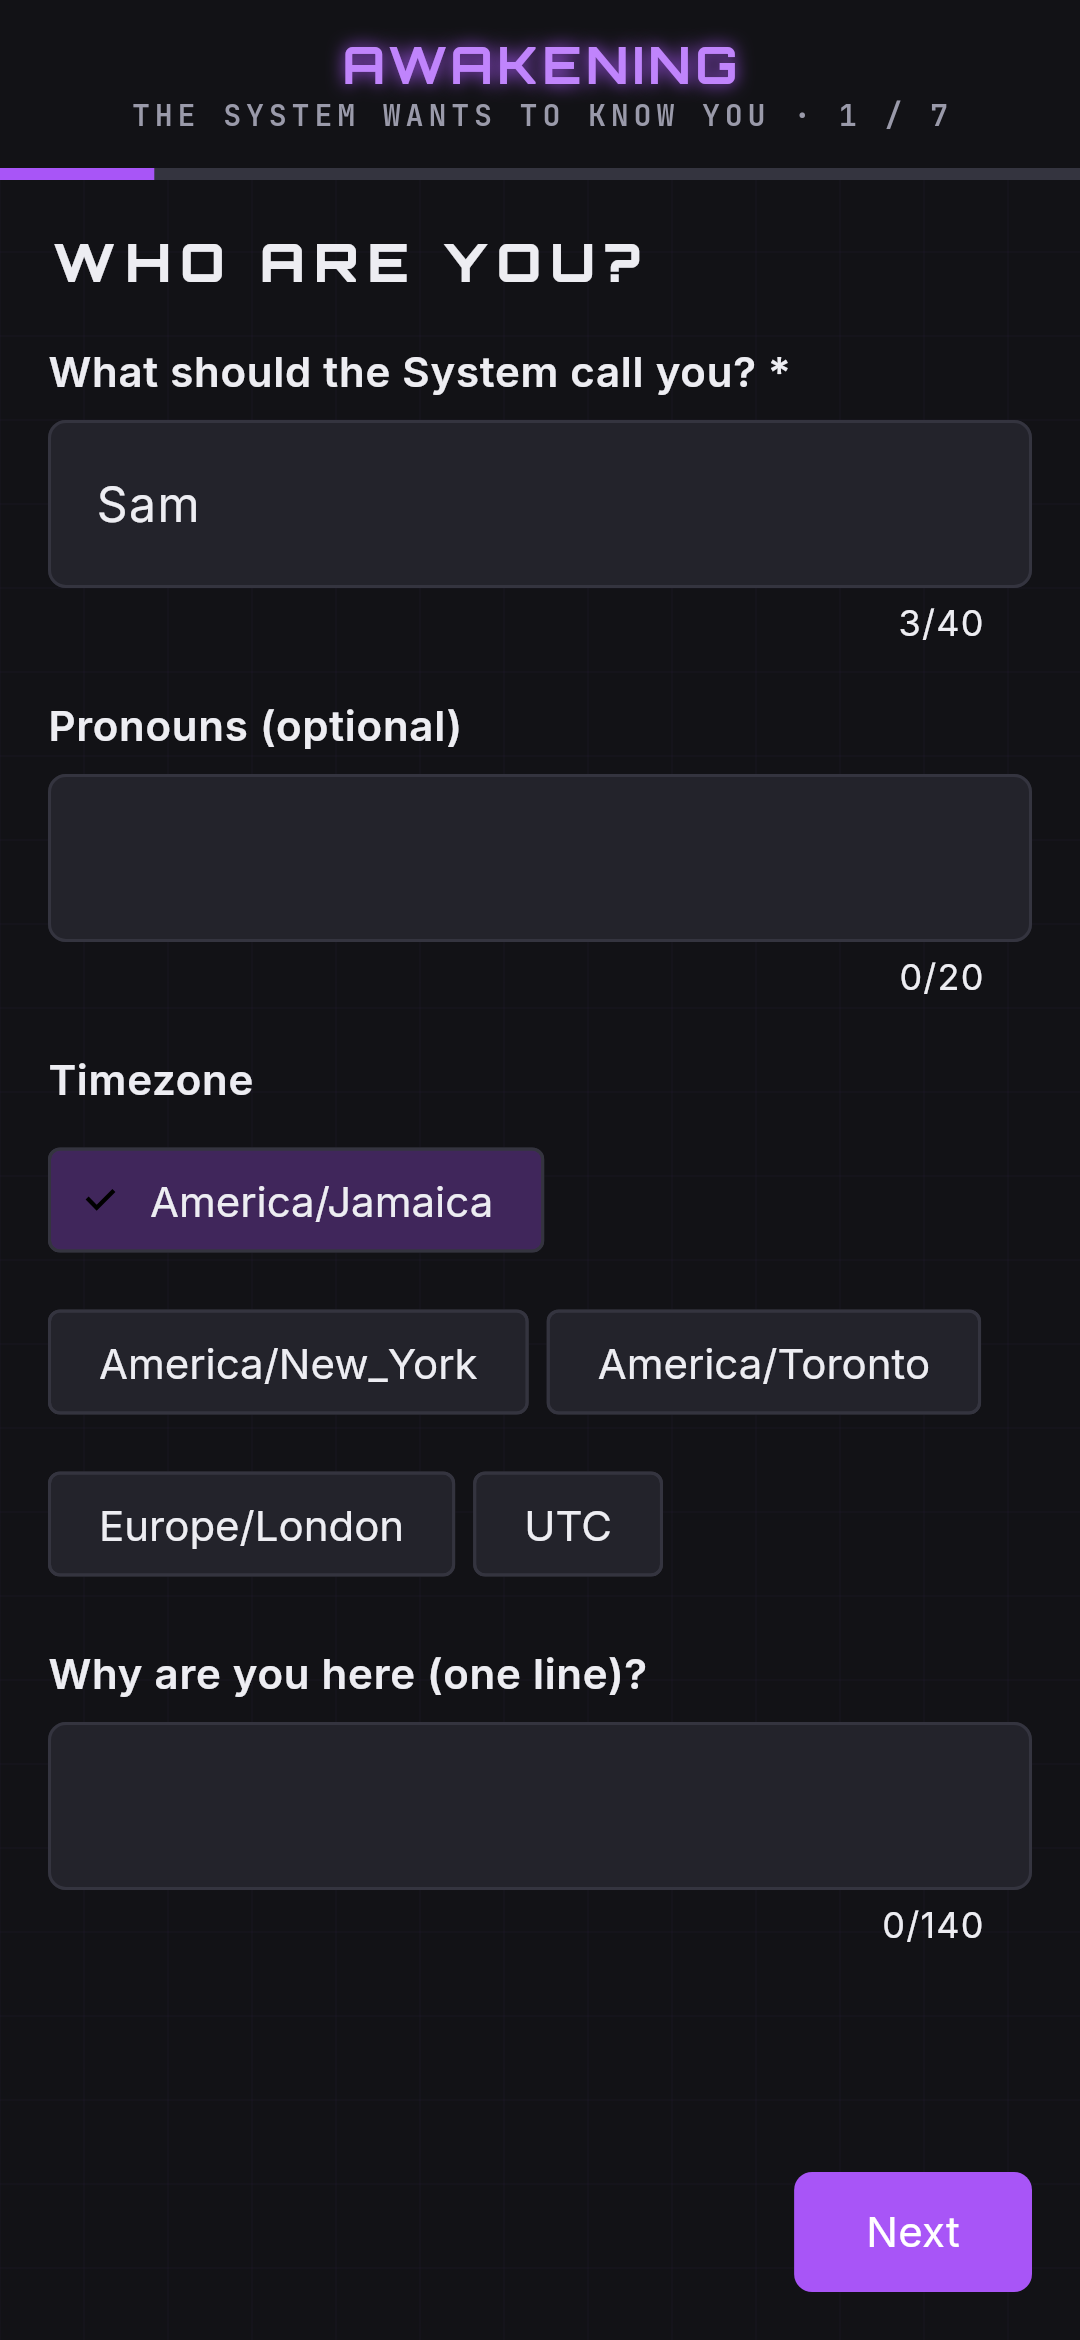 AWAKENING
THE SYSTEM WANTS TO KNOW YOU · 1 / 7
WHO ARE YOU?
What should the System call you? *
Sam
3/40
Pronouns (optional)
0/20
Timezone
America/Jamaica
America/New_York America/Toronto
Europe/London UTC
Why are you here (one line)?
0/140
Next